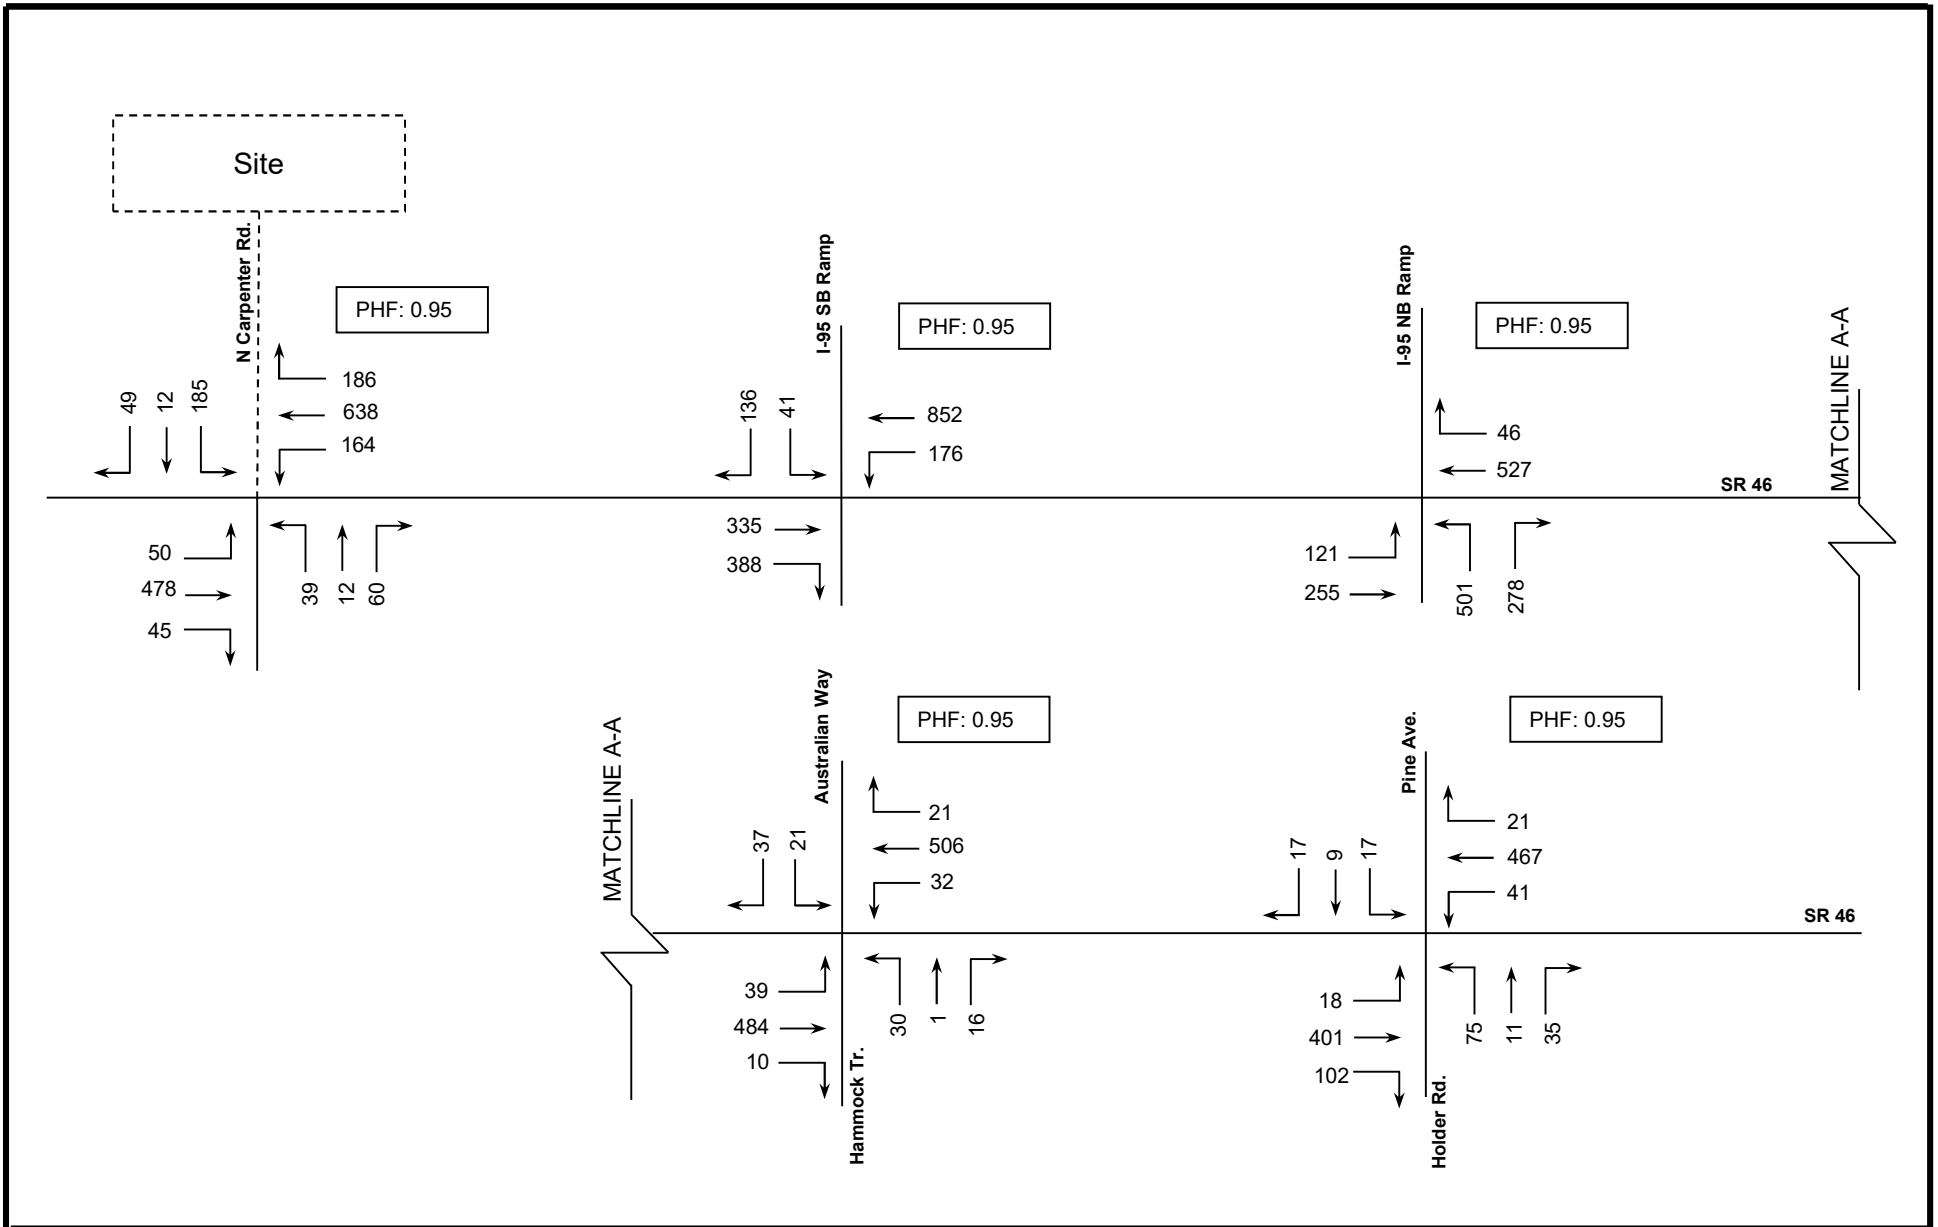 Site
N Carpenter Rd.
PHF: 0.95
49
12
185
186
638
164
50
478
45
39
12
60
I-95 SB Ramp
PHF: 0.95
136
41
852
176
335
388
I-95 NB Ramp
PHF: 0.95
46
527
121
255
501
278
SR 46
MATCHLINE A-A
MATCHLINE A-A
Australian Way
PHF: 0.95
37
21
21
506
32
39
484
10
30
1
16
Hammock Tr.
Pine Ave.
PHF: 0.95
17
9
17
21
467
41
SR 46
18
401
102
75
11
35
Holder Rd.